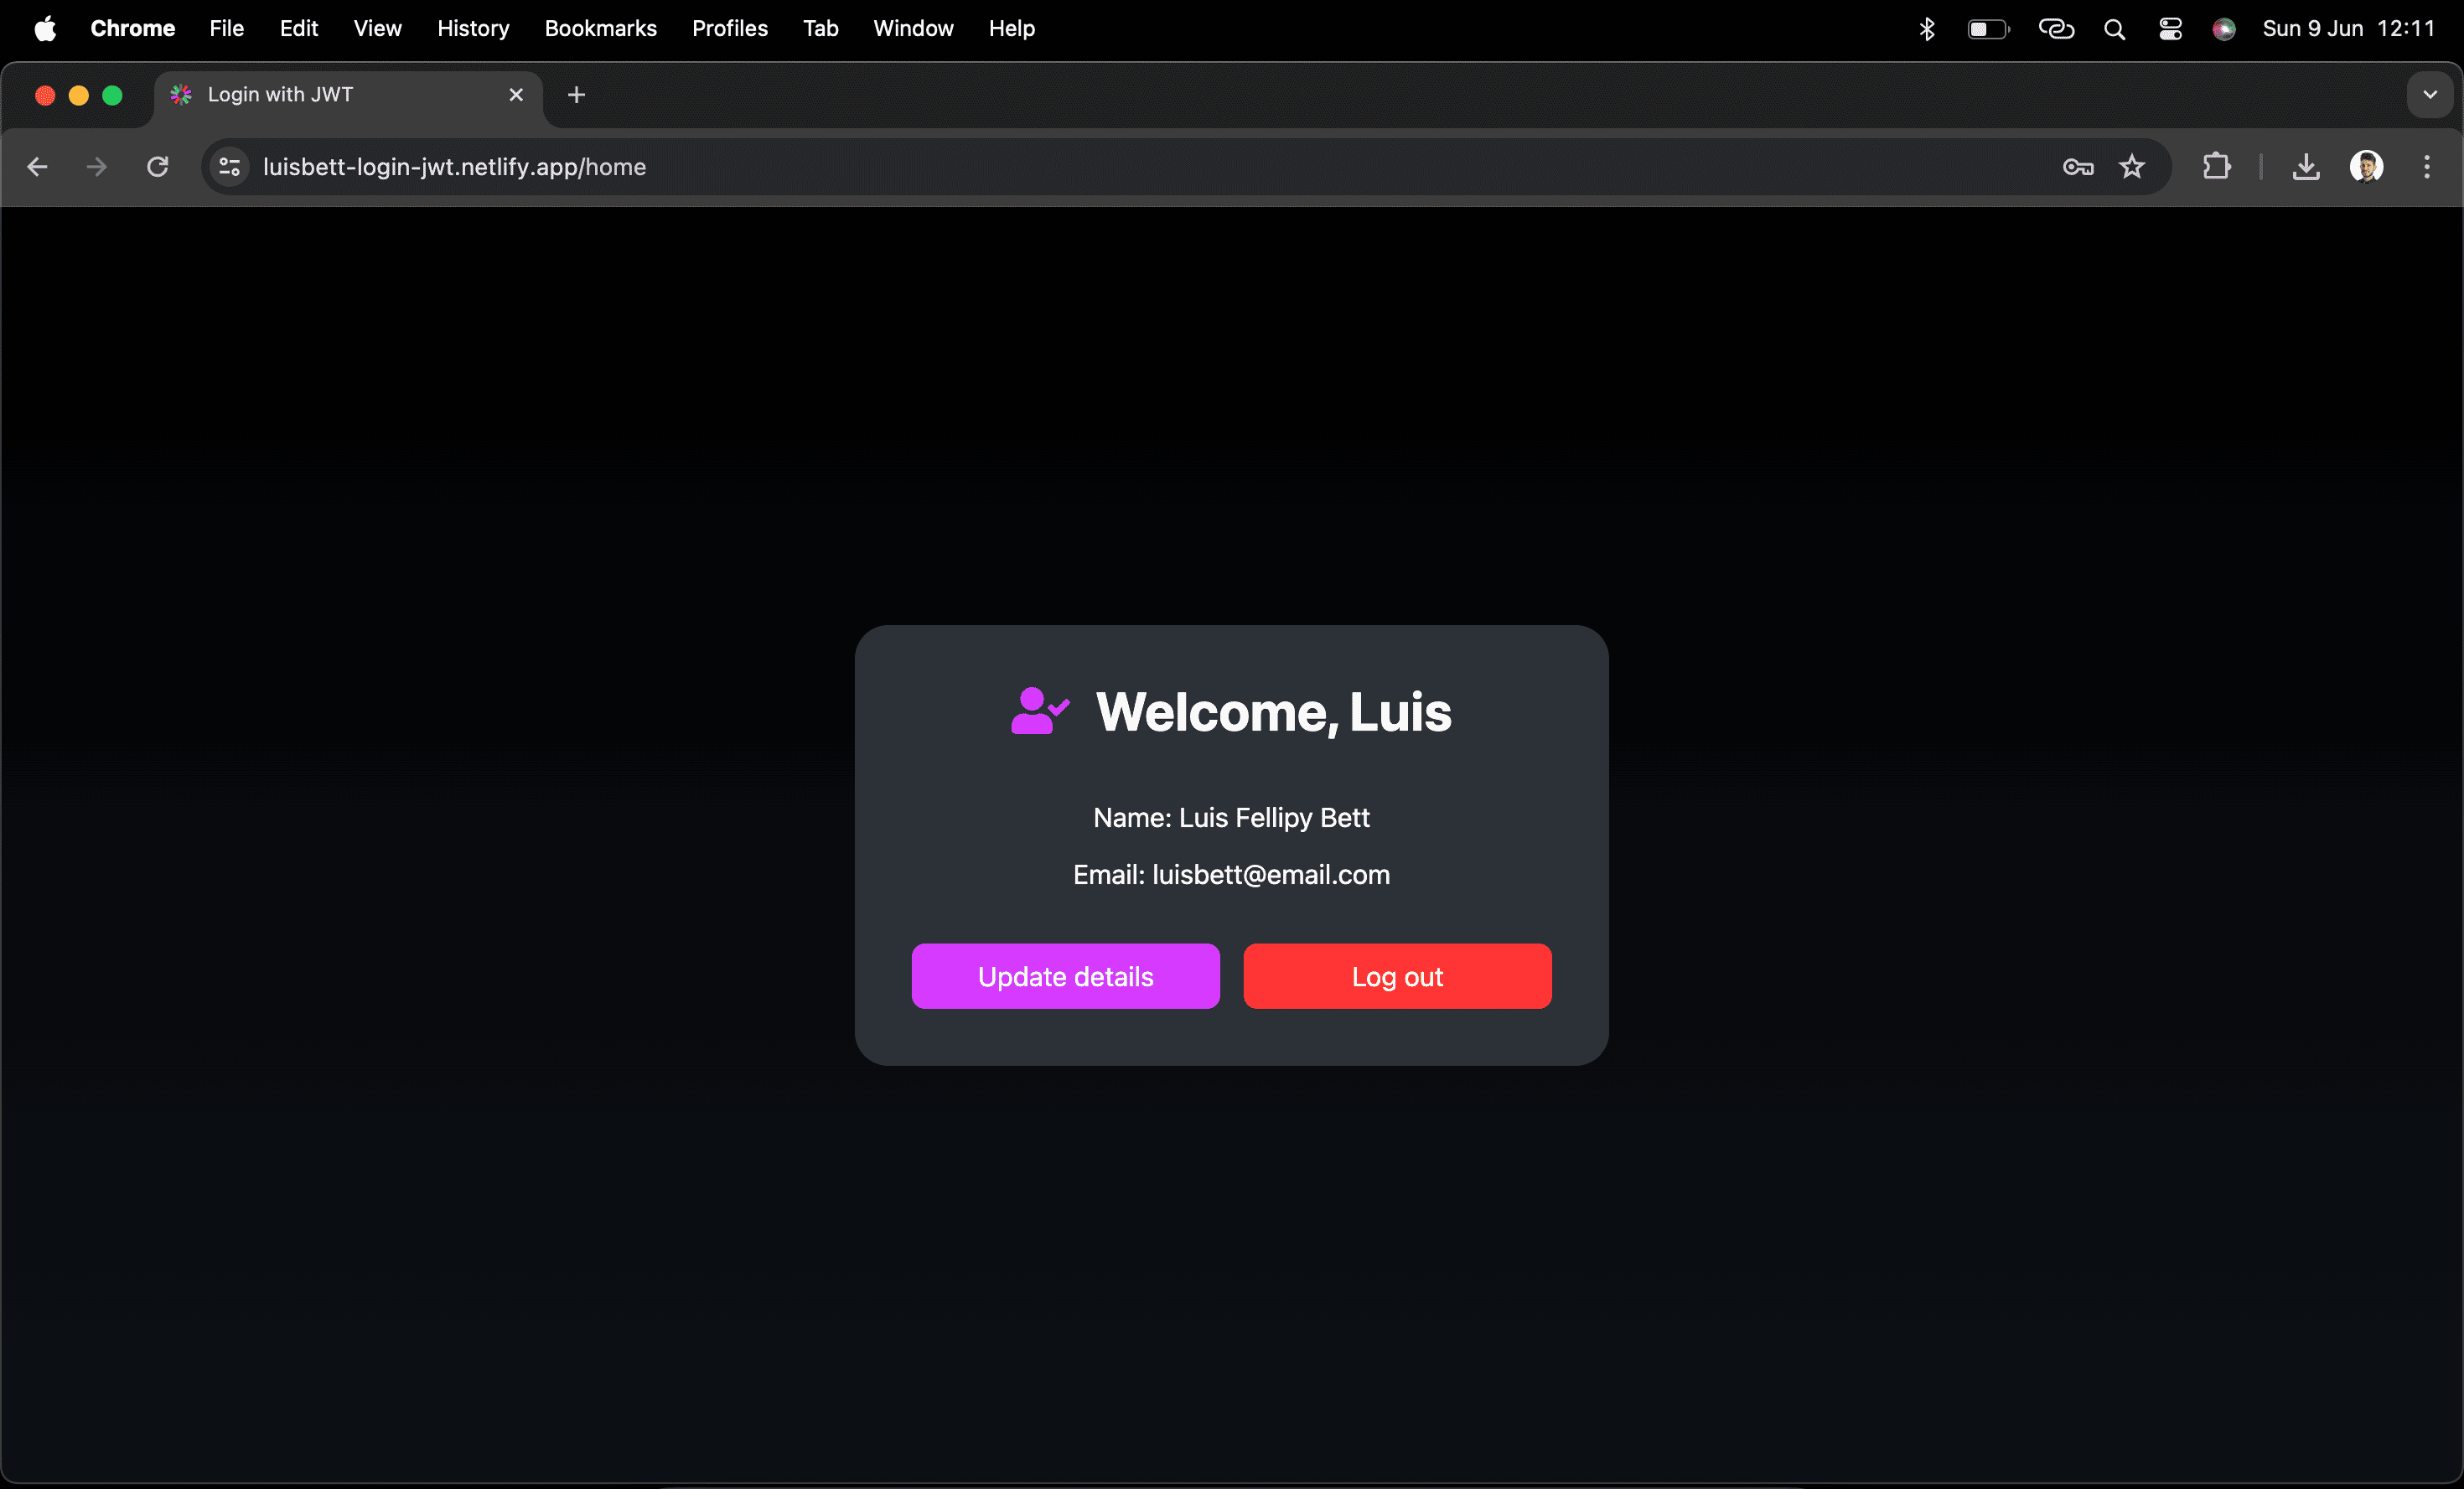 Chrome File Edit View History Bookmarks Profiles Tab Window Help Sun 9 Jun 12:11
Login with JWT
luisbett-login-jwt.netlify.app/home
Welcome, Luis
Name: Luis Fellipy Bett
Email: luisbett@email.com
Update details Log out